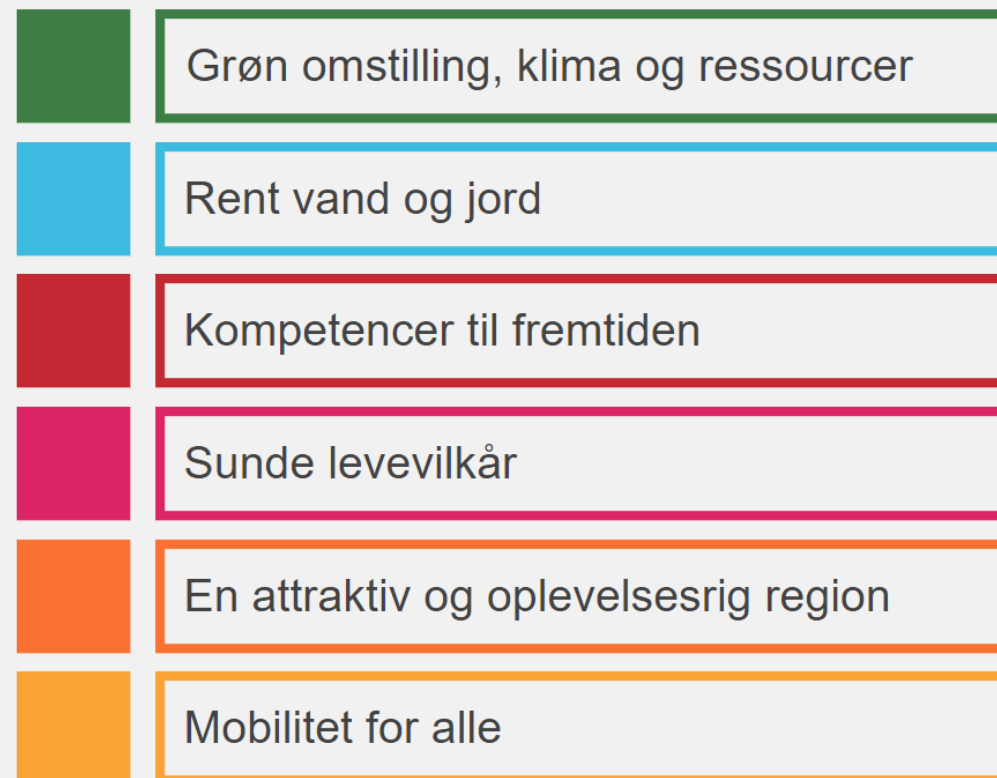 Grøn omstilling, klima og ressourcer
Rent vand og jord
Kompetencer til fremtiden
Sunde levevilkår
En attraktiv og oplevelsesrig region
Mobilitet for alle